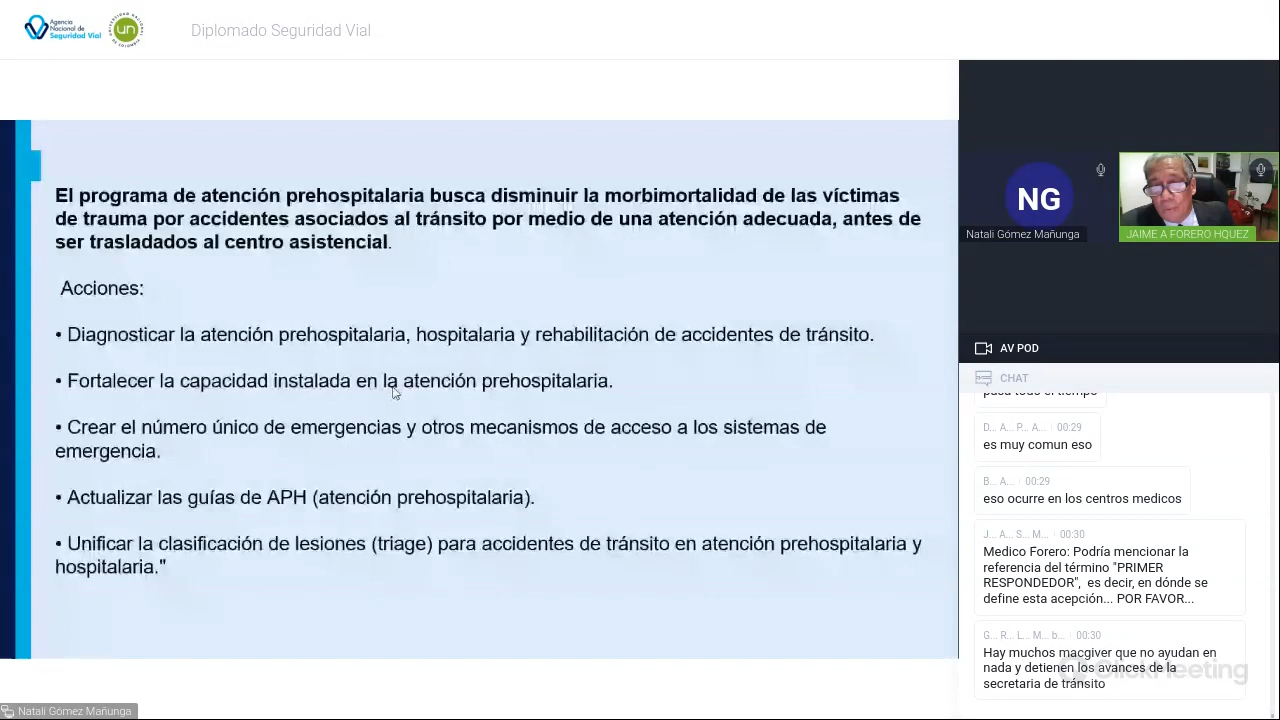 Agencia
Nacional de
Seguridad Vial
un
Diplomado Seguridad Vial
El programa de atención prehospitalaria busca disminuir la morbimortalidad de las víctimas
de trauma por accidentes asociados al tránsito por medio de una atención adecuada, antes de
ser trasladados al centro asistencial.
Acciones:
• Diagnosticar la atención prehospitalaria, hospitalaria y rehabilitación de accidentes de tránsito.
• Fortalecer la capacidad instalada en la atención prehospitalaria.
• Crear el número único de emergencias y otros mecanismos de acceso a los sistemas de
emergencia.
• Actualizar las guías de APH (atención prehospitalaria).
• Unificar la clasificación de lesiones (triage) para accidentes de tránsito en atención prehospitalaria y
hospitalaria."
NG
Natali Gómez Mañunga
JAIME A FORERO HQUEZ
AV POD
CHAT
pasa todo el tiempo
D... A... P... A... 00:29
es muy comun eso
B... A... 00:29
eso ocurre en los centros medicos
J... A... S... M... 00:30
Medico Forero: Podría mencionar la
referencia del término "PRIMER
RESPONDEDOR", es decir, en dónde se
define esta acepción... POR FAVOR...
G... R... L... M... b... 00:30
Hay muchos macgiver que no ayudan en
nada y detienen los avances de la
secretaria de tránsito
ClickMeeting
Natali Gómez Mañunga